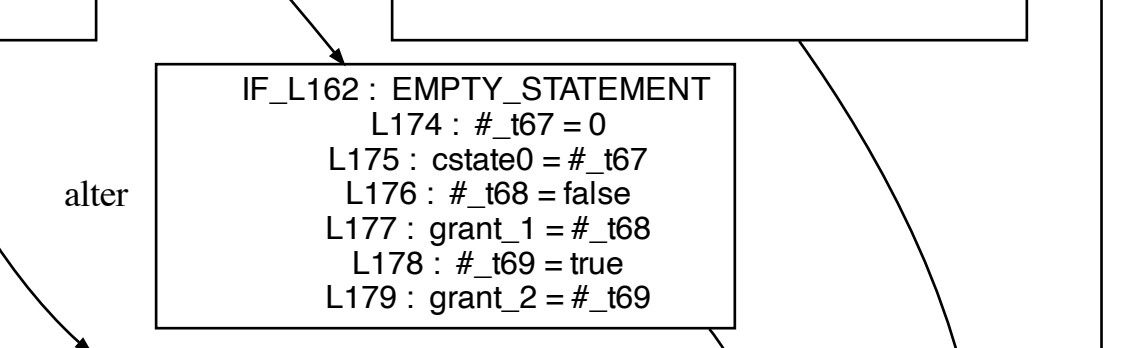 IF_L162 : EMPTY_STATEMENT
L174 : #_t67 = 0
L175 : cstate0 = #_t67
L176 : #_t68 = false
alter
L177 : grant_1 = #_t68
L178 : #_t69 = true
L179 : grant_2 = #_t69